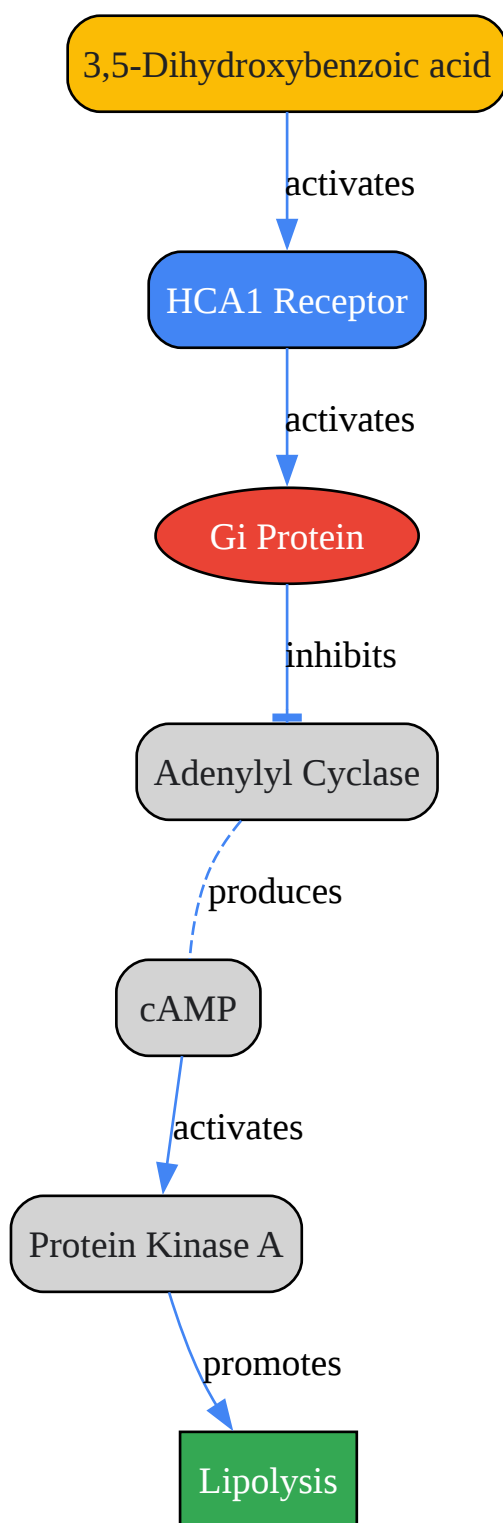 3,5-Dihydroxybenzoic acid
activates
HCA1 Receptor
activates
Gi Protein
inhibits
Adenylyl Cyclase
produces
cAMP
activates
Protein Kinase A
promotes
Lipolysis